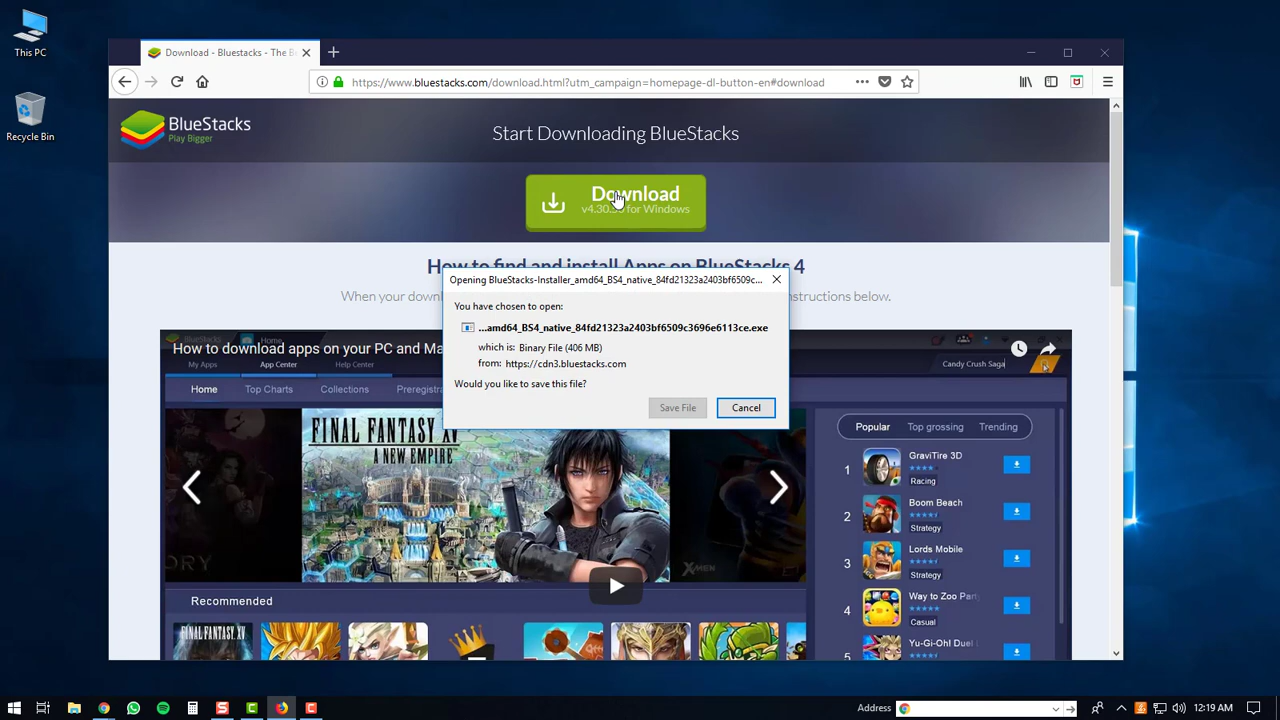 This PC
Recycle Bin
Download - Bluestacks - The Be
https://www.bluestacks.com/download.html?utm_campaign=homepage-dl-button-en#download
BlueStacks
Play Bigger
Start Downloading BlueStacks
Download
for Windows
How to find and install Apps on BlueStacks 4
When your
instructions below.
Opening BlueStacks-Installer_amd64_BS4_native_84fd21323a2403bf6509c...
You have chosen to open:
...amd64_BS4_native_84fd21323a2403bf6509c3696e6113ce.exe
which is: Binary File (406 MB)
from: https://cdn3.bluestacks.com
Would you like to save this file?
Save File
Cancel
How to download apps on your PC and Ma
Home
My Apps
App Center
Help Center
Candy Crush Saga
Home
Top Charts
Collections
Preregistra
FINAL FANTASY XV
A NEW EMPIRE
X-MEN
Popular
Top grossing
Trending
1
GraviTire 3D
Racing
2
Boom Beach
Strategy
3
Lords Mobile
Strategy
4
Way to Zoo Part
Casual
5
Yu-Gi-Oh! Duel
Recommended
FINAL FANTASY XV
Address
12:19 AM